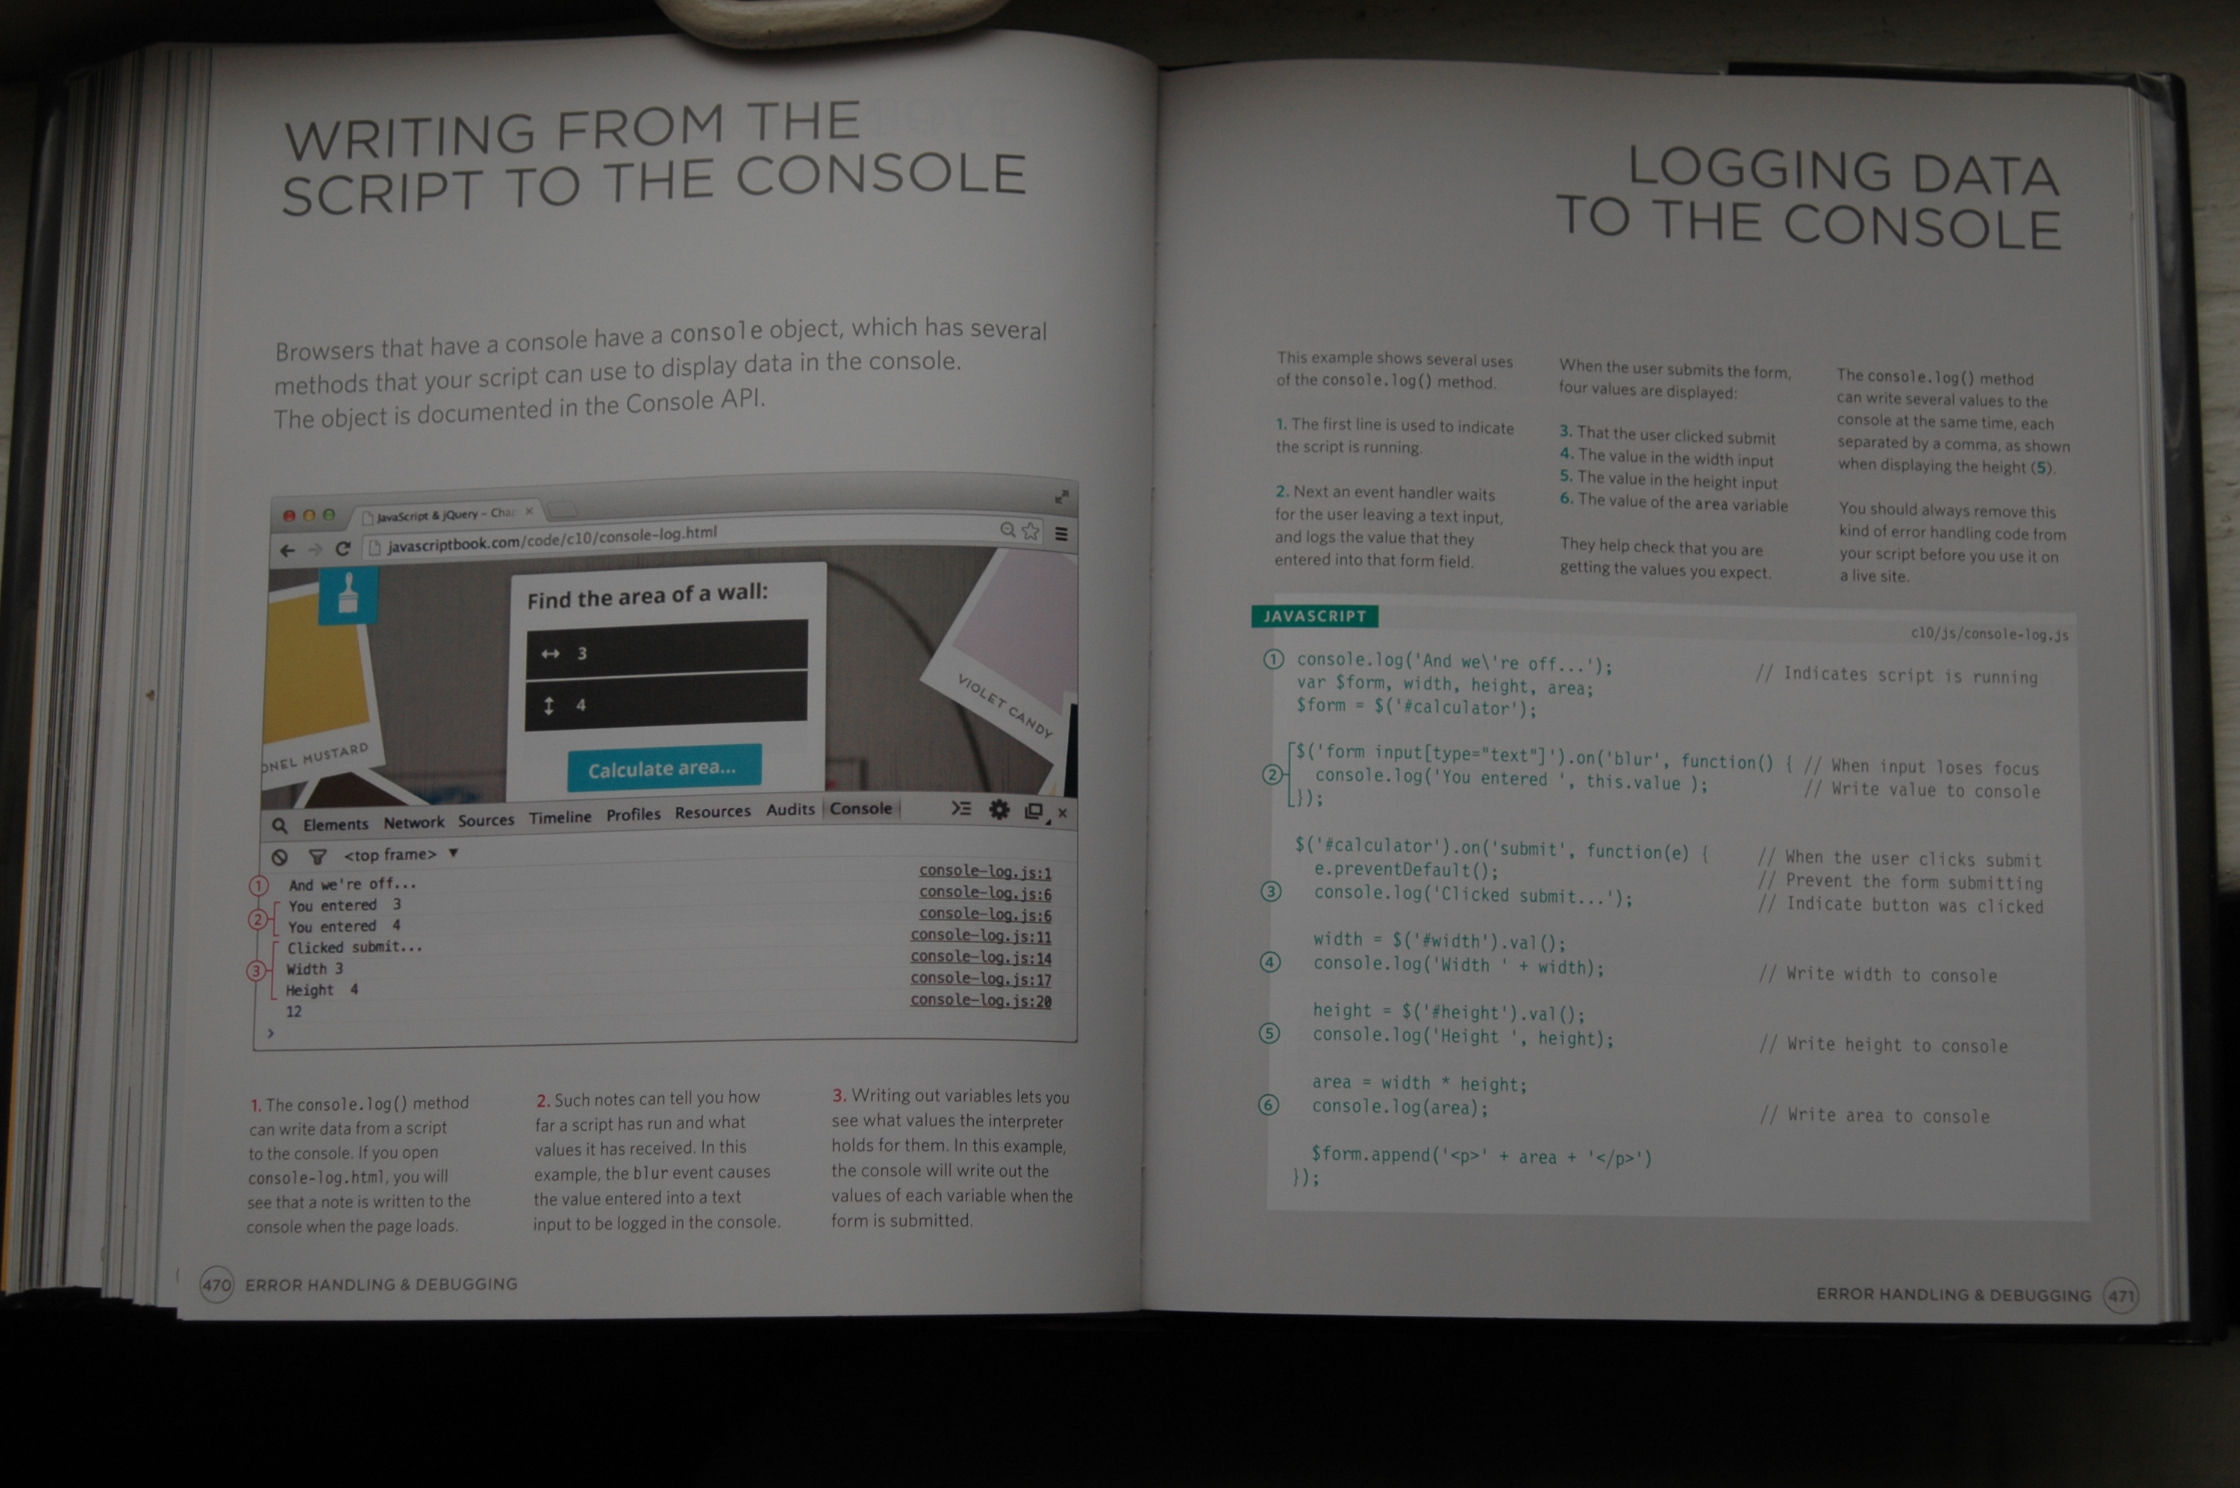 WRITING FROM THE
SCRIPT TO THE CONSOLE
Browsers that have a console have a console object, which has several
methods that your script can use to display data in the console.
The object is documented in the Console API.
JavaScript & jQuery – Chap
javascriptbook.com/code/c10/console-log.html
Find the area of a wall:
3
4
Calculate area...
ONEL MUSTARD
VIOLET CANDY
Elements Network Sources Timeline Profiles Resources Audits Console
<top frame> ▼
1 And we're off... console-log.js:1
You entered 3 console-log.js:6
2 You entered 4 console-log.js:6
Clicked submit... console-log.js:11
3 Width 3 console-log.js:14
Height 4 console-log.js:17
12 console-log.js:20
>
1. The console.log() method
can write data from a script
to the console. If you open
console-log.html, you will
see that a note is written to the
console when the page loads.
2. Such notes can tell you how
far a script has run and what
values it has received. In this
example, the blur event causes
the value entered into a text
input to be logged in the console.
3. Writing out variables lets you
see what values the interpreter
holds for them. In this example,
the console will write out the
values of each variable when the
form is submitted.
470 ERROR HANDLING & DEBUGGING
LOGGING DATA
TO THE CONSOLE
This example shows several uses
of the console.log() method.
1. The first line is used to indicate
the script is running.
2. Next an event handler waits
for the user leaving a text input,
and logs the value that they
entered into that form field.
When the user submits the form,
four values are displayed:
3. That the user clicked submit
4. The value in the width input
5. The value in the height input
6. The value of the area variable
They help check that you are
getting the values you expect.
The console.log() method
can write several values to the
console at the same time, each
separated by a comma, as shown
when displaying the height (5).
You should always remove this
kind of error handling code from
your script before you use it on
a live site.
JAVASCRIPT
c10/js/console-log.js
1 console.log('And we\'re off...'); // Indicates script is running
var $form, width, height, area;
$form = $('#calculator');
$('form input[type="text"]').on('blur', function() { // When input loses focus
2 console.log('You entered ', this.value ); // Write value to console
});
$('#calculator').on('submit', function(e) { // When the user clicks submit
e.preventDefault(); // Prevent the form submitting
3 console.log('Clicked submit...'); // Indicate button was clicked
width = $('#width').val();
4 console.log('Width ' + width); // Write width to console
height = $('#height').val();
5 console.log('Height ', height); // Write height to console
area = width * height;
6 console.log(area); // Write area to console
$form.append('<p>' + area + '</p>')
});
ERROR HANDLING & DEBUGGING 471